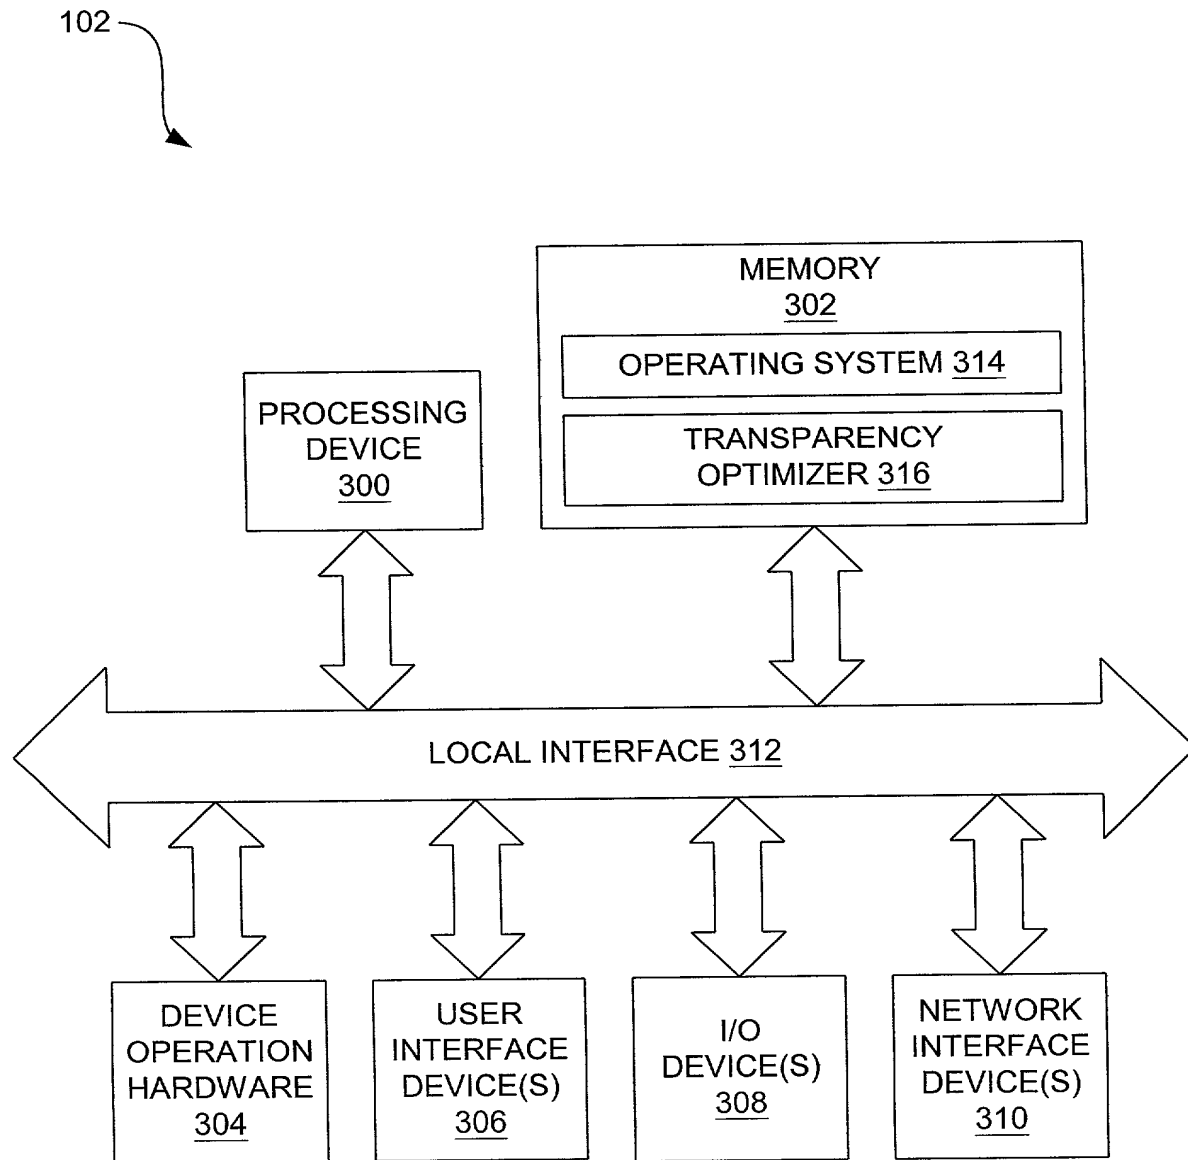 102
MEMORY
302
OPERATING SYSTEM 314
TRANSPARENCY
OPTIMIZER 316
PROCESSING
DEVICE
300
LOCAL INTERFACE 312
DEVICE
OPERATION
HARDWARE
304
USER
INTERFACE
DEVICE(S)
306
I/O
DEVICE(S)
308
NETWORK
INTERFACE
DEVICE(S)
310